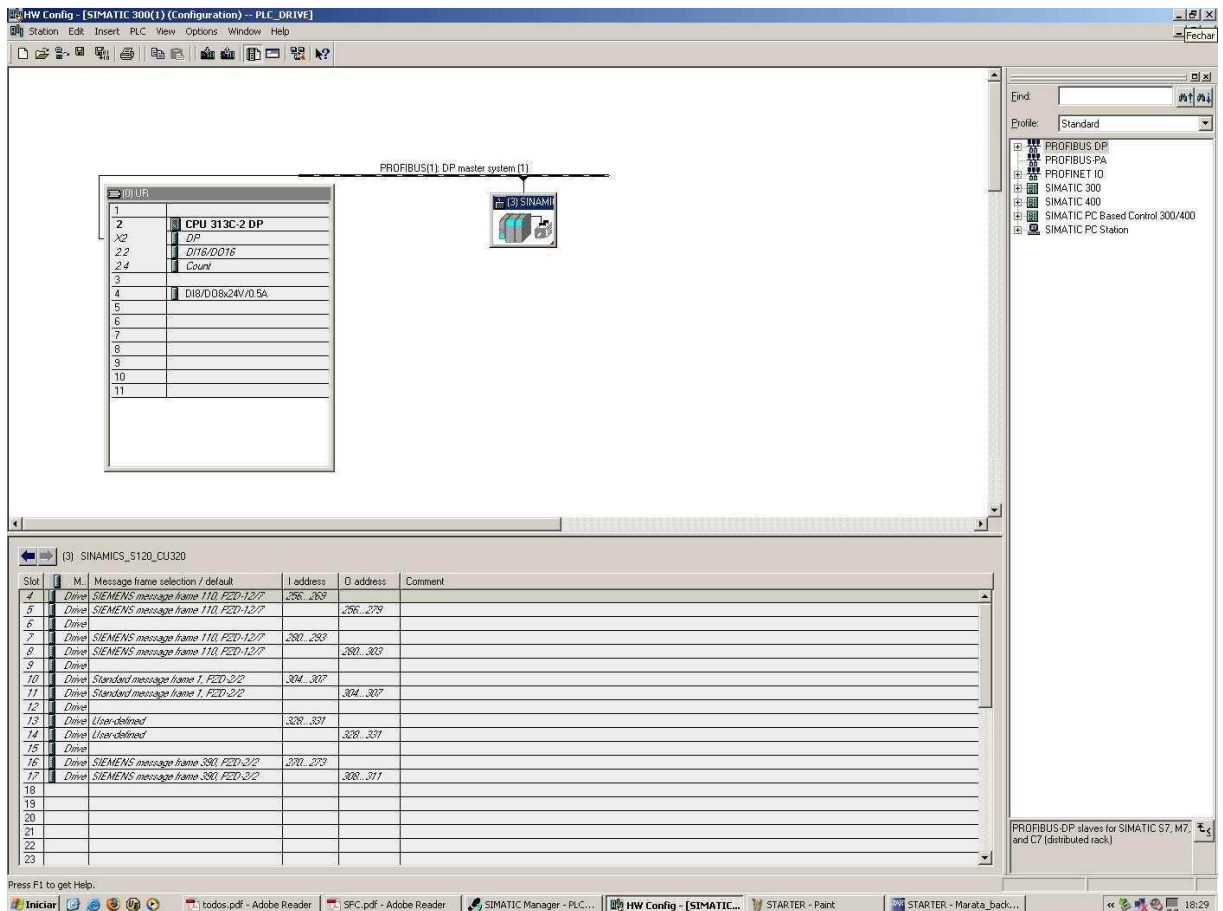 HW Config - [SIMATIC 300(1) (Configuration) -- PLC_DRIVE]
Station Edit Insert PLC View Options Window Help
Fechar
PROFIBUS(1): DP master system (1)
(0) UR
1
2 CPU 313C-2 DP
X2 DP
2.2 DI16/DO16
2.4 Count
3
4 DI8/DO8x24V/0.5A
5
6
7
8
9
10
11
(3) SINAMI
Find:
Profile: Standard
PROFIBUS DP
PROFIBUS-PA
PROFINET IO
SIMATIC 300
SIMATIC 400
SIMATIC PC Based Control 300/400
SIMATIC PC Station
(3) SINAMICS_S120_CU320
Slot M... Message frame selection / default I address O address Comment
4 Drive SIEMENS message frame 110, PZD-12/7 256...269
5 Drive SIEMENS message frame 110, PZD-12/7 256...279
6 Drive
7 Drive SIEMENS message frame 110, PZD-12/7 280...293
8 Drive SIEMENS message frame 110, PZD-12/7 280...303
9 Drive
10 Drive Standard message frame 1, PZD-2/2 304...307
11 Drive Standard message frame 1, PZD-2/2 304...307
12 Drive
13 Drive User-defined 328...331
14 Drive User-defined 328...331
15 Drive
16 Drive SIEMENS message frame 390, PZD-2/2 270...273
17 Drive SIEMENS message frame 390, PZD-2/2 308...311
18
19
20
21
22
23
PROFIBUS-DP slaves for SIMATIC S7, M7, and C7 (distributed rack)
Press F1 to get Help.
Iniciar
todos.pdf - Adobe Reader
SFC.pdf - Adobe Reader
SIMATIC Manager - PLC...
HW Config - [SIMATIC...
STARTER - Paint
STARTER - Marata_back...
18:29